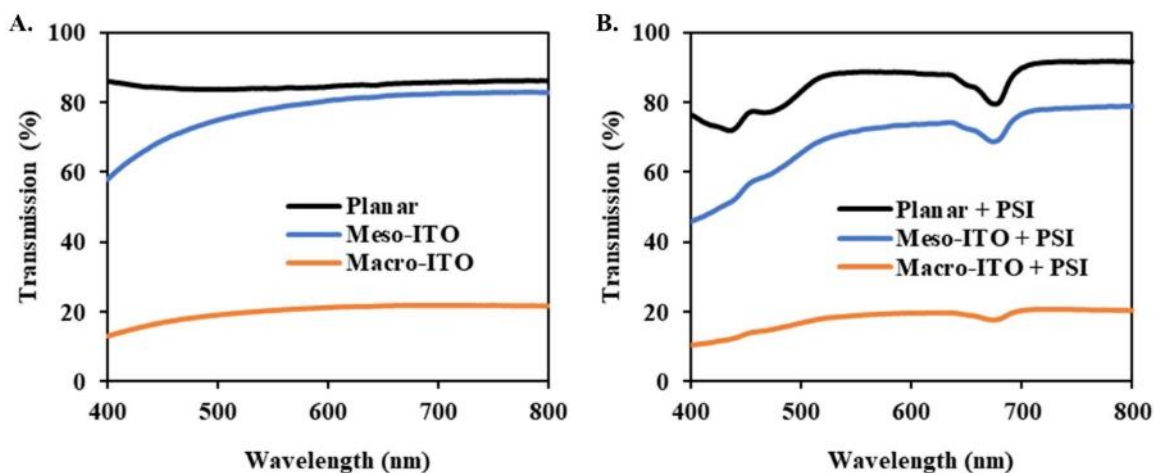 A.
100
80
60
40
20
0
Transmission (%)
Planar
Meso-ITO
Macro-ITO
400 500 600 700 800
Wavelength (nm)
B.
100
80
60
40
20
0
Transmission (%)
Planar + PSI
Meso-ITO + PSI
Macro-ITO + PSI
400 500 600 700 800
Wavelength (nm)